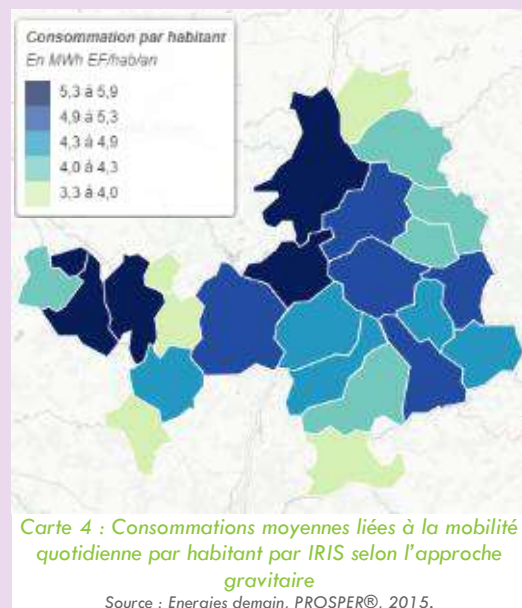 Consommation par habitant
En MWh EF/hab/an
5,3 à 5,9
4,9 à 5,3
4,3 à 4,9
4,0 à 4,3
3,3 à 4,0
Carte 4 : Consommations moyennes liées à la mobilité
quotidienne par habitant par IRIS selon l'approche
gravitaire
Source : Energies demain, PROSPER®, 2015.